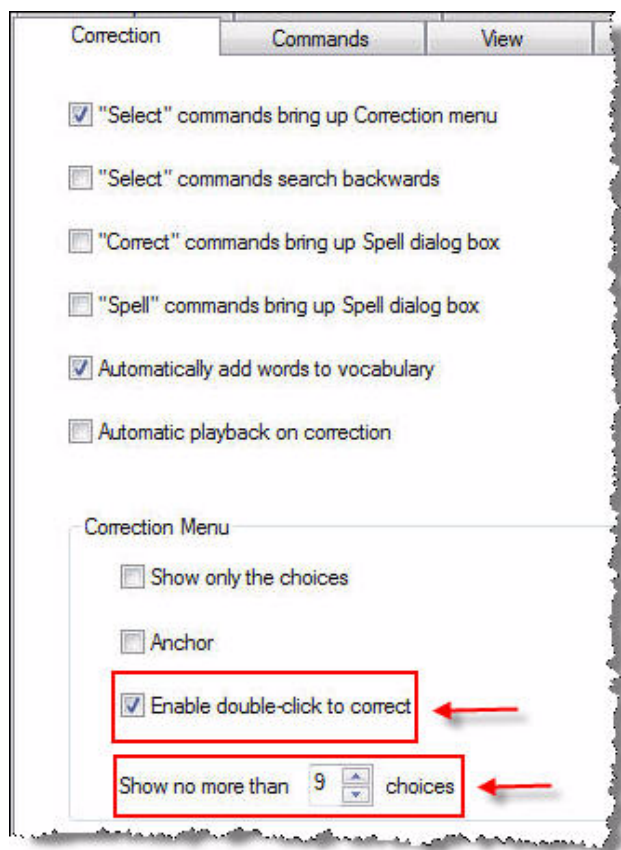 Correction Commands View
"Select" commands bring up Correction menu
"Select" commands search backwards
"Correct" commands bring up Spell dialog box
"Spell" commands bring up Spell dialog box
Automatically add words to vocabulary
Automatic playback on correction
Correction Menu
Show only the choices
Anchor
Enable double-click to correct
Show no more than 9 choices